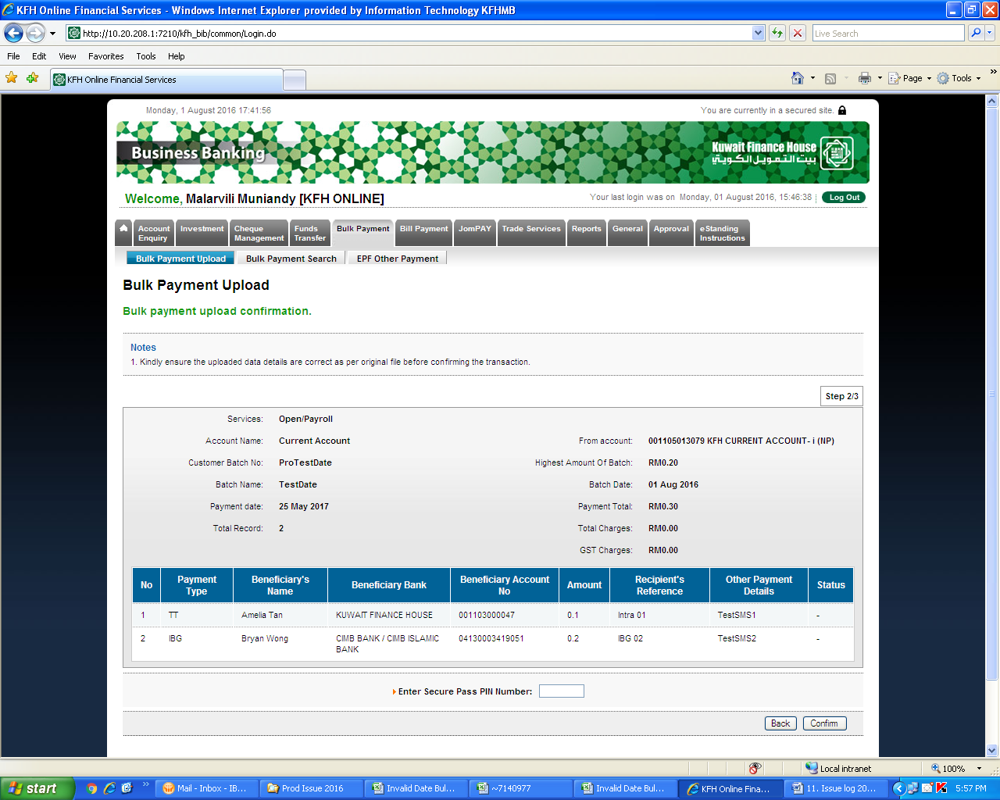 KFH Online Financial Services - Windows Internet Explorer provided by Information Technology KFHMB
http://10.20.208.1:7210/kfh_bib/common/Login.do
Live Search
File Edit View Favorites Tools Help
KFH Online Financial Services
Page Tools
Monday, 1 August 2016 17:41:56
You are currently in a secured site.
Business Banking
Kuwait Finance House
بيت التمويل الكويتي
Welcome, Malarvili Muniandy [KFH ONLINE]
Your last login was on Monday, 01 August 2016, 15:46:38
Log Out
Account Enquiry
Investment
Cheque Management
Funds Transfer
Bulk Payment
Bill Payment
JomPAY
Trade Services
Reports
General
Approval
eStanding Instructions
Bulk Payment Upload
Bulk Payment Search
EPF Other Payment
Bulk Payment Upload
Bulk payment upload confirmation.
Notes
1. Kindly ensure the uploaded data details are correct as per original file before confirming the transaction.
Step 2/3
Services: Open/Payroll
Account Name: Current Account
From account: 001105013079 KFH CURRENT ACCOUNT- i (NP)
Customer Batch No: ProTestDate
Highest Amount Of Batch: RM0.20
Batch Name: TestDate
Batch Date: 01 Aug 2016
Payment date: 25 May 2017
Payment Total: RM0.30
Total Record: 2
Total Charges: RM0.00
GST Charges: RM0.00
No Payment Type Beneficiary's Name Beneficiary Bank Beneficiary Account No Amount Recipient's Reference Other Payment Details Status
1 TT Amelia Tan KUWAIT FINANCE HOUSE 001103000047 0.1 Intra 01 TestSMS1 -
2 IBG Bryan Wong CIMB BANK / CIMB ISLAMIC BANK 04130003419051 0.2 IBG 02 TestSMS2 -
Enter Secure Pass PIN Number:
Back Confirm
Local intranet
100%
start
Mail - Inbox - IB...
Prod Issue 2016
Invalid Date Bul...
~7140977
Invalid Date Bul...
KFH Online Fina...
11. Issue log 20...
5:57 PM